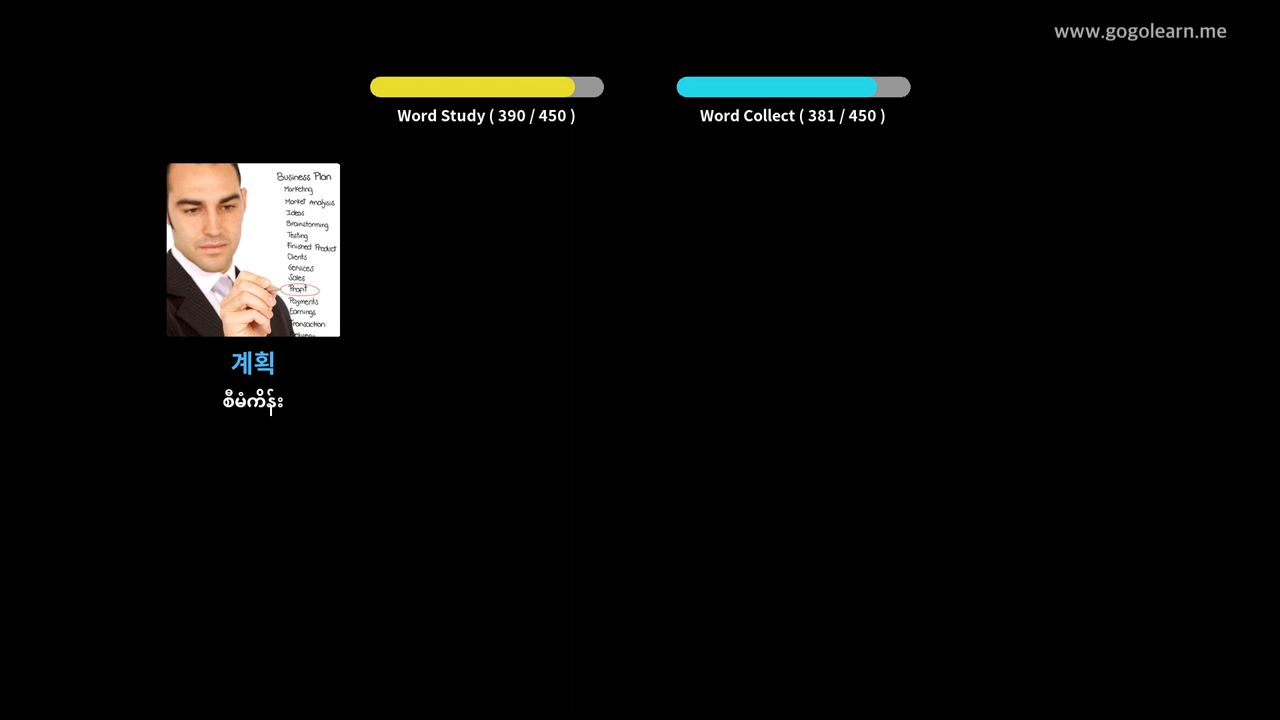 www.gogolearn.me
Word Study ( 390 / 450 )
Word Collect ( 381 / 450 )
Business Plan
Marketing
Market Analysis
Ideas
Brainstorming
Testing
Finished Product
Clients
Services
Sales
Profit
Payments
Earnings
Transaction
Delivery
계획
စီမံကိန်း